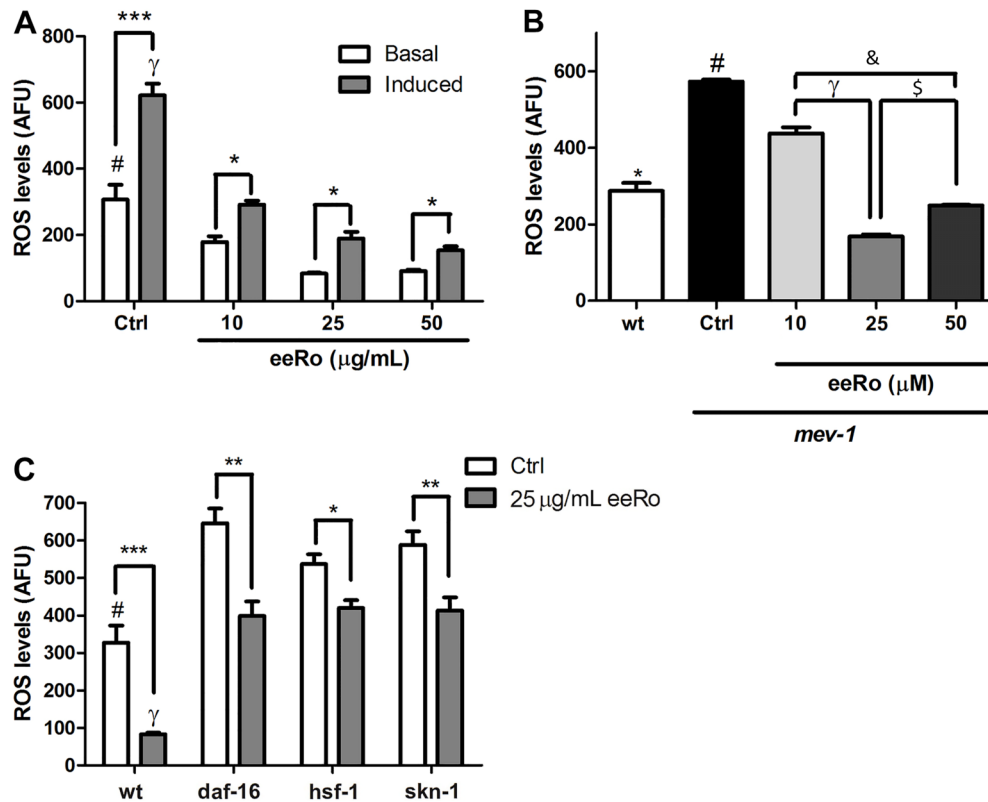 A
ROS levels (AFU)
800
600
400
200
0
***
#
γ
*
*
*
Basal
Induced
Ctrl 10 25 50
eeRo (μg/mL)
B
ROS levels (AFU)
600
400
200
0
*
#
&
γ $
wt Ctrl 10 25 50
eeRo (μM)
mev-1
C
ROS levels (AFU)
700
600
500
400
300
200
100
0
***
#
γ
**
*
**
Ctrl
25 μg/mL eeRo
wt daf-16 hsf-1 skn-1